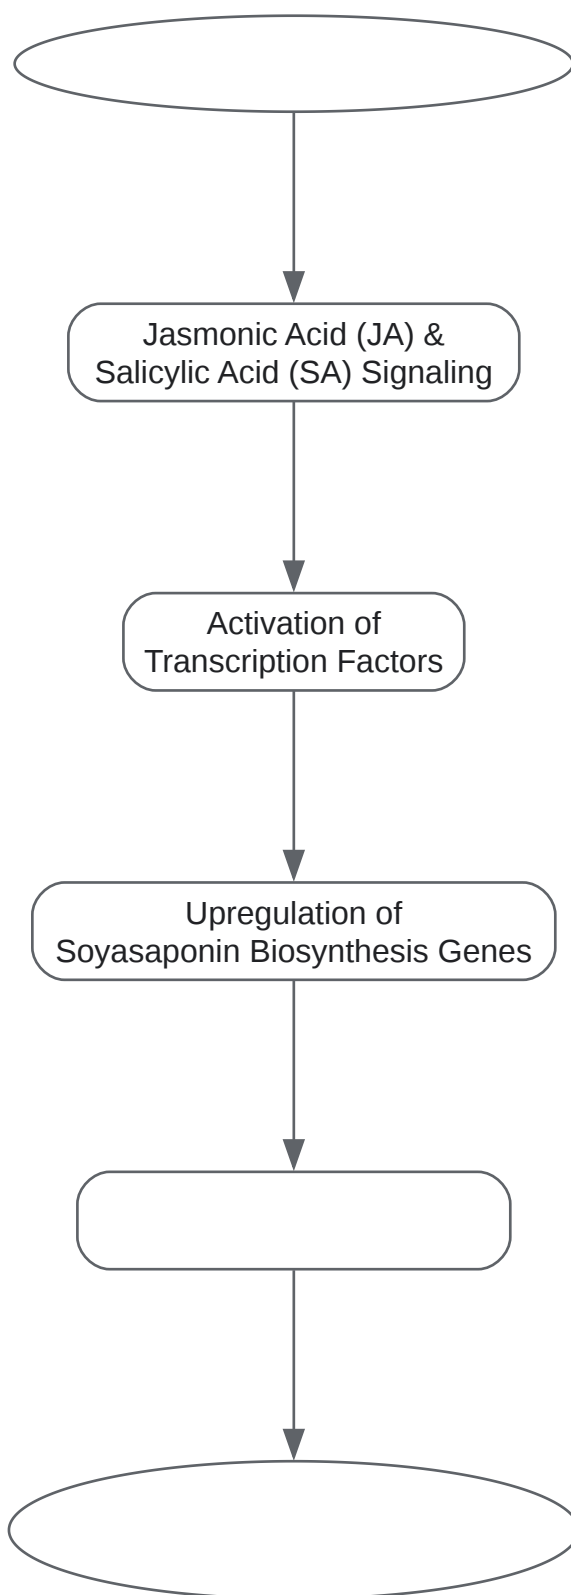 Jasmonic Acid (JA) &
Salicylic Acid (SA) Signaling
Activation of
Transcription Factors
Upregulation of
Soyasaponin Biosynthesis Genes